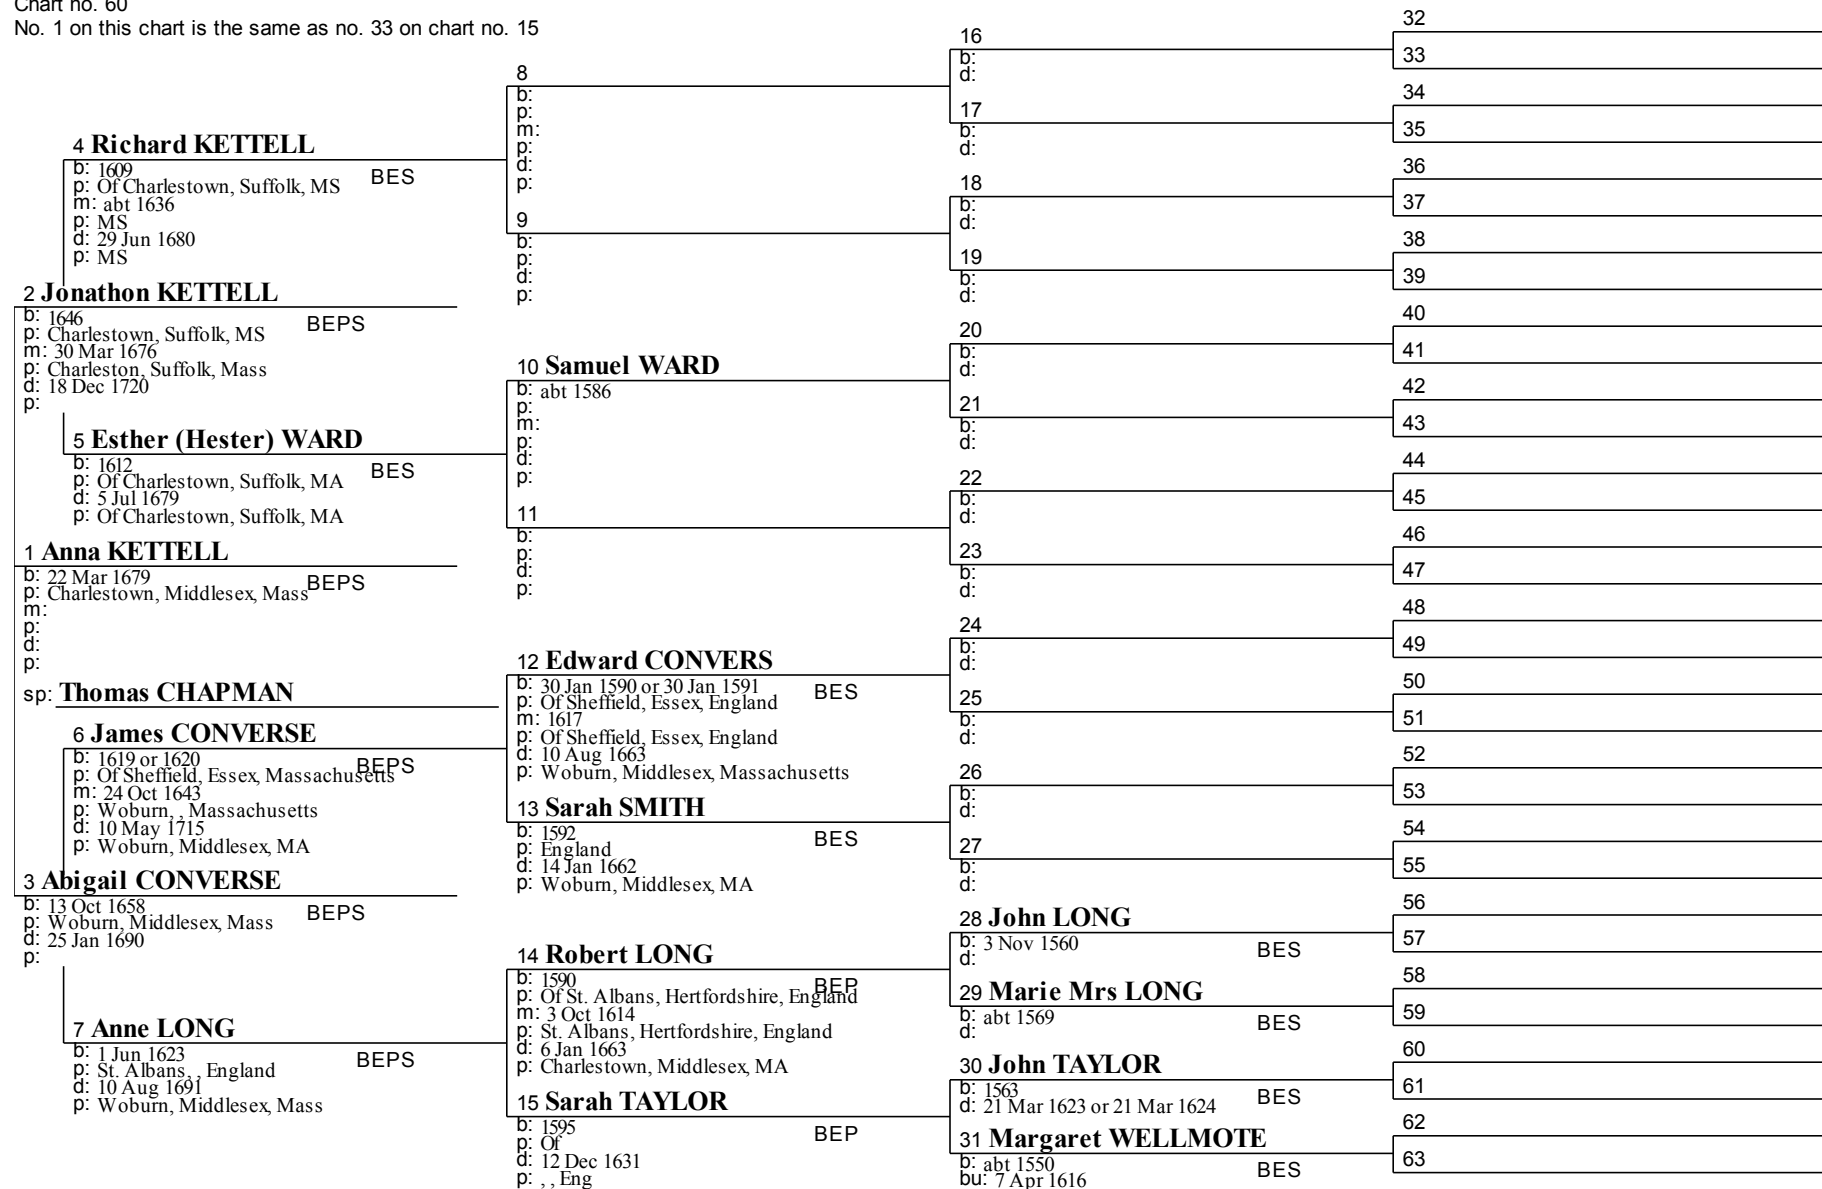 Chart no. 60
No. 1 on this chart is the same as no. 33 on chart no. 15
4 Richard KETTELL
b: 1609
p: Of Charlestown, Suffolk, MS
BES
m: abt 1636
p: MS
d: 29 Jun 1680
p: MS
2 Jonathon KETTELL
b: 1646
BEPS
p: Charlestown, Suffolk, MS
m: 30 Mar 1676
p: Charleston, Suffolk, Mass
d: 18 Dec 1720
p:
5 Esther (Hester) WARD
b: 1612
BES
p: Of Charlestown, Suffolk, MA
d: 5 Jul 1679
p: Of Charlestown, Suffolk, MA
1 Anna KETTELL
b: 22 Mar 1679
BEPS
p: Charlestown, Middlesex, Mass
m:
p:
d:
p:
sp: Thomas CHAPMAN
6 James CONVERSE
b: 1619 or 1620
BEPS
p: Of Sheffield, Essex, Massachusetts
m: 24 Oct 1643
p: Woburn, , Massachusetts
d: 10 May 1715
p: Woburn, Middlesex, MA
3 Abigail CONVERSE
b: 13 Oct 1658
BEPS
p: Woburn, Middlesex, Mass
d: 25 Jan 1690
p:
7 Anne LONG
b: 1 Jun 1623
BEPS
p: St. Albans, , England
d: 10 Aug 1691
p: Woburn, Middlesex, Mass
8
b:
p:
m:
p:
d:
p:
9
b:
p:
d:
p:
10 Samuel WARD
b: abt 1586
p:
m:
p:
d:
p:
11
b:
p:
d:
p:
12 Edward CONVERS
b: 30 Jan 1590 or 30 Jan 1591
BES
p: Of Sheffield, Essex, England
m: 1617
p: Of Sheffield, Essex, England
d: 10 Aug 1663
p: Woburn, Middlesex, Massachusetts
13 Sarah SMITH
b: 1592
BES
p: England
d: 14 Jan 1662
p: Woburn, Middlesex, MA
14 Robert LONG
b: 1590
BEP
p: Of St. Albans, Hertfordshire, England
m: 3 Oct 1614
p: St. Albans, Hertfordshire, England
d: 6 Jan 1663
p: Charlestown, Middlesex, MA
15 Sarah TAYLOR
b: 1595
BEP
p: Of
d: 12 Dec 1631
p: , , Eng
16
b:
d:
17
b:
d:
18
b:
d:
19
b:
d:
20
b:
d:
21
b:
d:
22
b:
d:
23
b:
d:
24
b:
d:
25
b:
d:
26
b:
d:
27
b:
d:
28 John LONG
b: 3 Nov 1560
BES
d:
29 Marie Mrs LONG
b: abt 1569
BES
d:
30 John TAYLOR
b: 1563
BES
d: 21 Mar 1623 or 21 Mar 1624
31 Margaret WELLMOTE
b: abt 1550
BES
bu: 7 Apr 1616
32
33
34
35
36
37
38
39
40
41
42
43
44
45
46
47
48
49
50
51
52
53
54
55
56
57
58
59
60
61
62
63